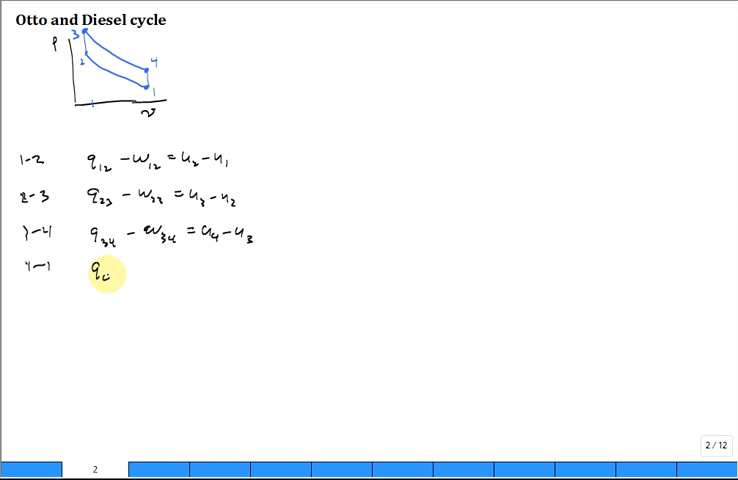 Otto and Diesel cycle
3
P
4
2
1
v
1-2 q₁₂ - w₁₂ = u₂ - u₁
2-3 q₂₃ - w₂₃ = u₃ - u₂
3-4 q₃₄ - w₃₄ = u₄ - u₃
4-1 q
2 / 12
2